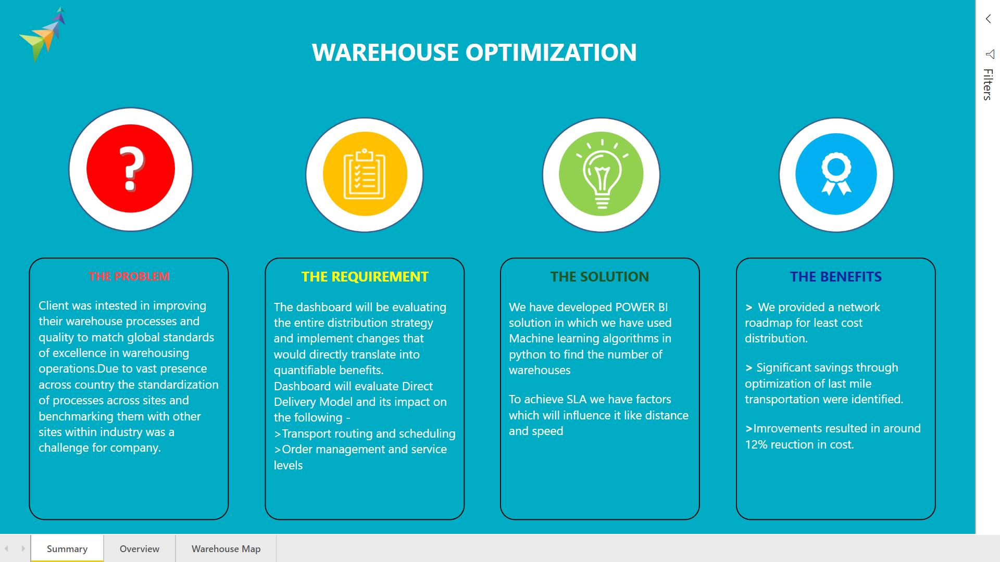 WAREHOUSE OPTIMIZATION
Filters
?
THE PROBLEM
Client was intested in improving
their warehouse processes and
quality to match global standards
of excellence in warehousing
operations.Due to vast presence
across country the standardization
of processes across sites and
benchmarking them with other
sites within industry was a
challenge for company.
THE REQUIREMENT
The dashboard will be evaluating
the entire distribution strategy
and implement changes that
would directly translate into
quantifiable benefits.
Dashboard will evaluate Direct
Delivery Model and its impact on
the following -
>Transport routing and scheduling
>Order management and service
levels
THE SOLUTION
We have developed POWER BI
solution in which we have used
Machine learning algorithms in
python to find the number of
warehouses
To achieve SLA we have factors
which will influence it like distance
and speed
THE BENEFITS
> We provided a network
roadmap for least cost
distribution.
> Significant savings through
optimization of last mile
transportation were identified.
>Imrovements resulted in around
12% reuction in cost.
Summary
Overview
Warehouse Map